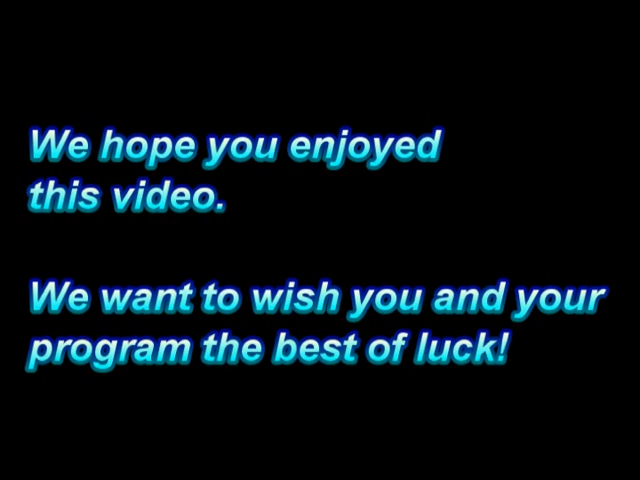 We hope you enjoyed
this video.
We want to wish you and your
program the best of luck!